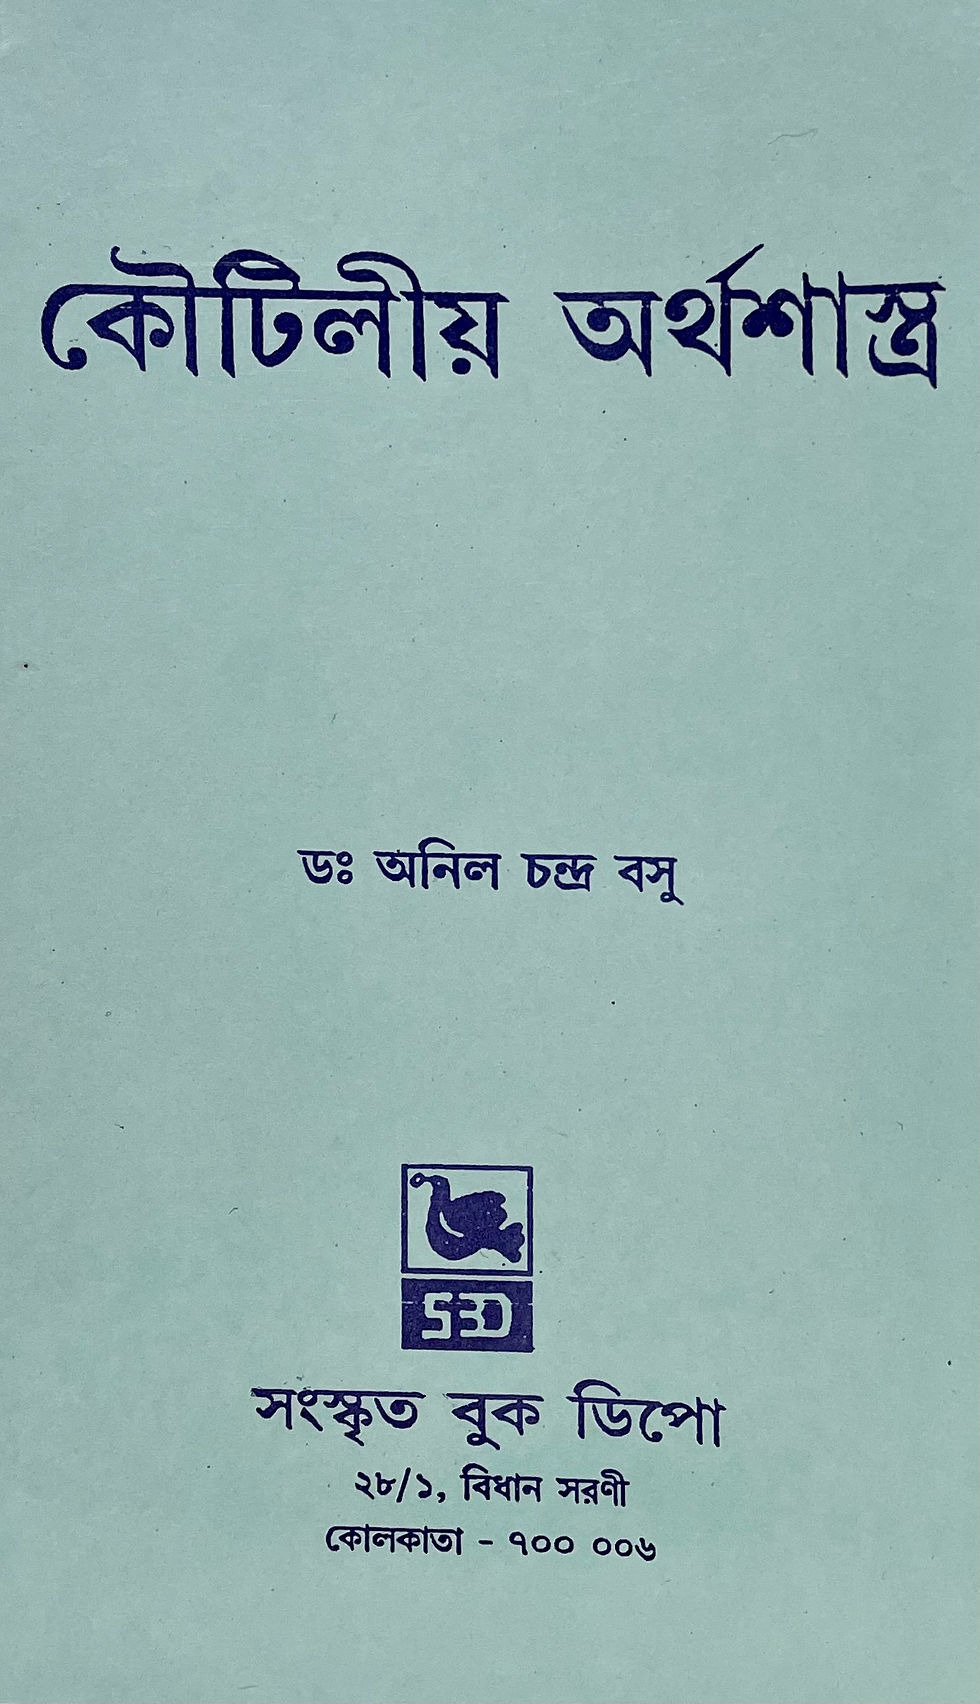 কৌটিলীয় অর্থশাস্ত্র
ডঃ অনিল চন্দ্র বসু
SBD
সংস্কৃত বুক ডিপো
২৮/১, বিধান সরণী
কোলকাতা - ৭০০ ০০৬